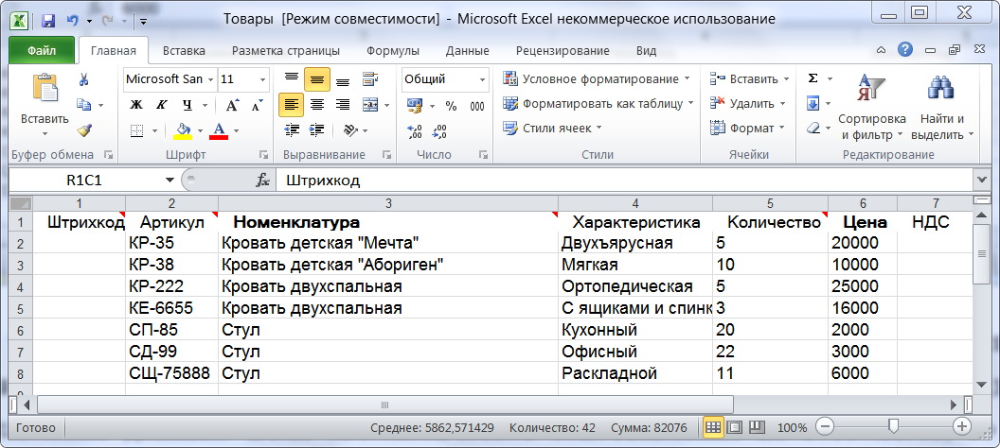 Товары [Режим совместимости] - Microsoft Excel некоммерческое использование
Файл Главная Вставка Разметка страницы Формулы Данные Рецензирование Вид
Вставить
Буфер обмена
Microsoft San 11
Ж К Ч А А
А
Шрифт
Выравнивание
Общий
% 000
,0 ,00
,00 ,0
Число
Условное форматирование
Форматировать как таблицу
Стили ячеек
Стили
Вставить
Удалить
Формат
Ячейки
Σ
Сортировка и фильтр
Найти и выделить
Редактирование
R1C1 fx Штрихкод
1 2 3 4 5 6 7
1 Штрихкод Артикул Номенклатура Характеристика Количество Цена НДС
2 КР-35 Кровать детская "Мечта" Двухъярусная 5 20000
3 КР-38 Кровать детская "Абориген" Мягкая 10 10000
4 КР-222 Кровать двухспальная Ортопедическая 5 25000
5 КЕ-6655 Кровать двухспальная С ящиками и спинк 3 16000
6 СП-85 Стул Кухонный 20 2000
7 СД-99 Стул Офисный 22 3000
8 СЩ-75888 Стул Раскладной 11 6000
Готово Среднее: 5862,571429 Количество: 42 Сумма: 82076 100%